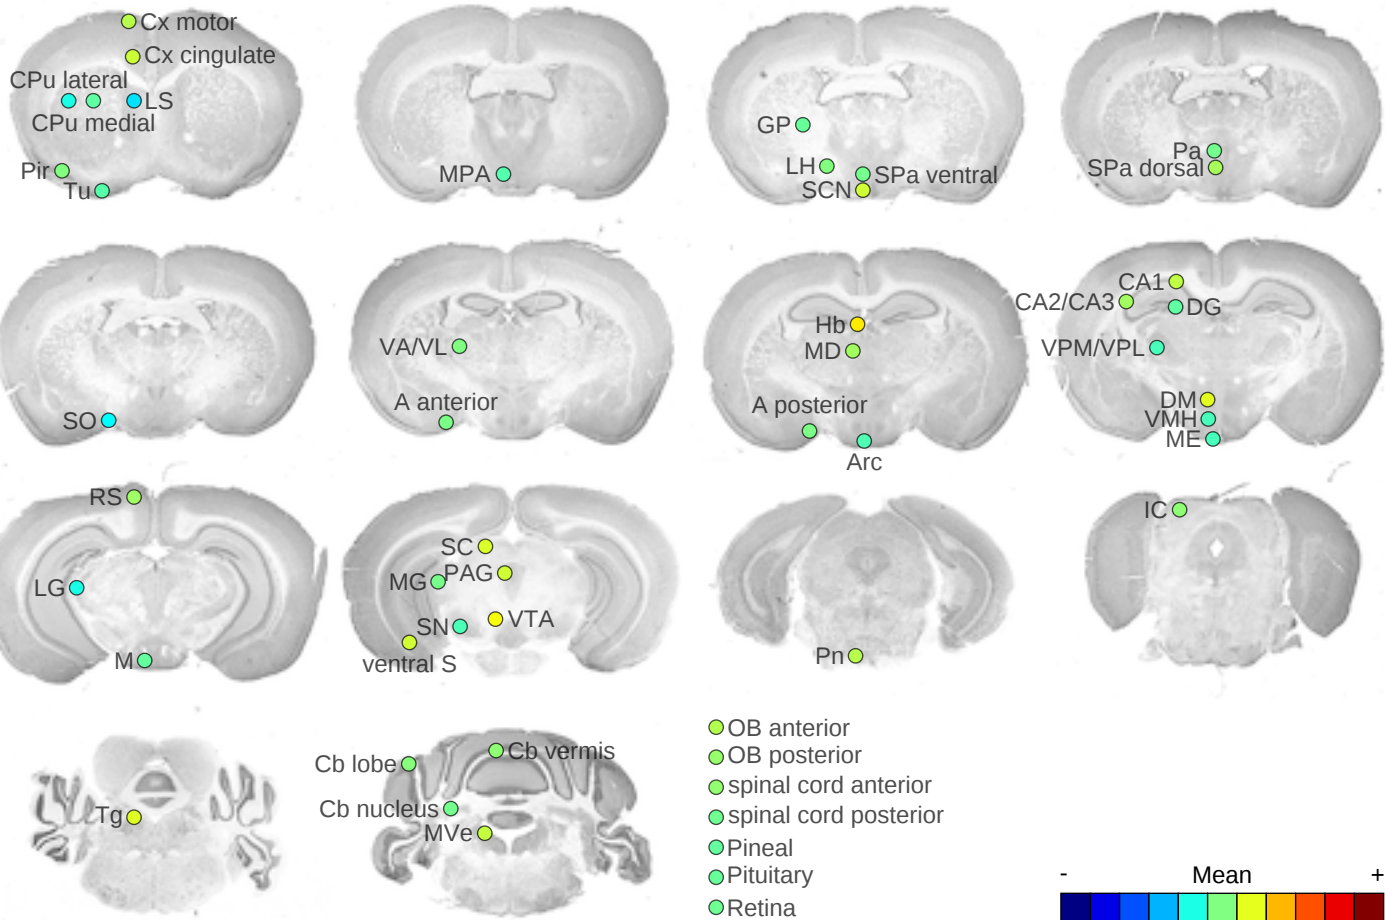 Cx motor
Cx cingulate
CPu lateral
LS
CPu medial
Pir
Tu
MPA
GP
LH
SPa ventral
SCN
Pa
SPa dorsal
SO
VA/VL
A anterior
Hb
MD
A posterior
Arc
CA1
CA2/CA3
DG
VPM/VPL
DM
VMH
ME
RS
LG
M
SC
PAG
MG
VTA
SN
ventral S
Pn
IC
Tg
Cb vermis
Cb lobe
Cb nucleus
MVe
OB anterior
OB posterior
spinal cord anterior
spinal cord posterior
Pineal
Pituitary
Retina
- Mean +